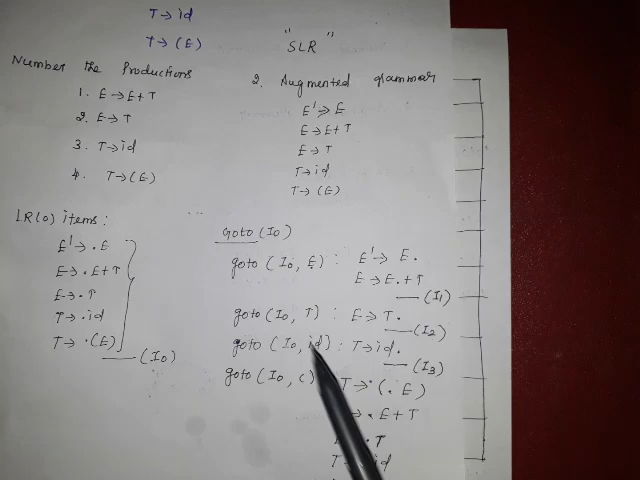 T→id
T→(E)
"SLR"
Number the Productions
1. E→E+T
2. E→T
3. T→id
4. T→(E)
2. Augmented grammar
E'→E
E→E+T
E→T
T→id
T→(E)
LR(0) items:
E'→.E
E→.E+T
E→.T
T→.id
T→.(E)
(I0)
Goto (I0)
goto (I0, E) : E'→E.
E→E.+T
(I1)
goto (I0, T) : E→T.
(I2)
goto (I0, id) : T→id.
(I3)
goto (I0, ( ) T→(.E)
.E+T
.T
T id